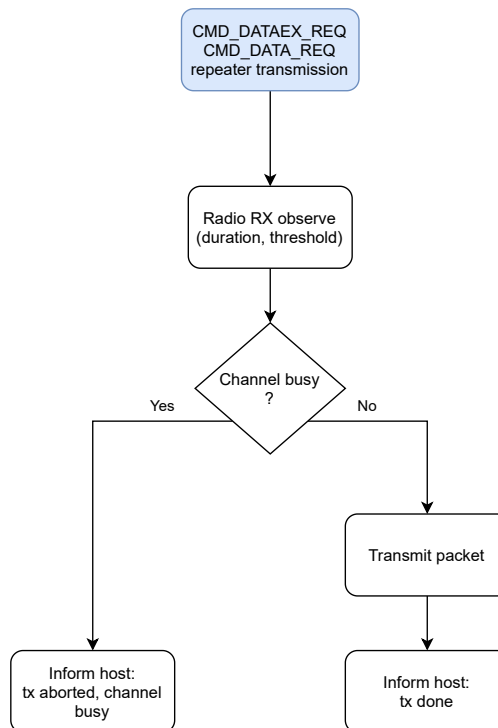 CMD_DATAEX_REQ
CMD_DATA_REQ
repeater transmission
Radio RX observe
(duration, threshold)
Channel busy
?
Yes
No
Transmit packet
Inform host:
tx aborted, channel
busy
Inform host:
tx done